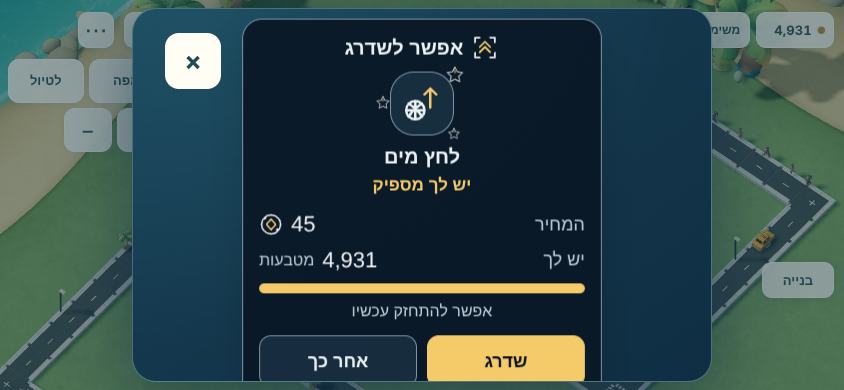 4,931
משימ
...
לטיול
מפה
–
×
אפשר לשדרג
לחץ מים
יש לך מספיק
המחיר 45
יש לך 4,931 מטבעות
אפשר להתחזק עכשיו
שדרג
אחר כך
בנייה